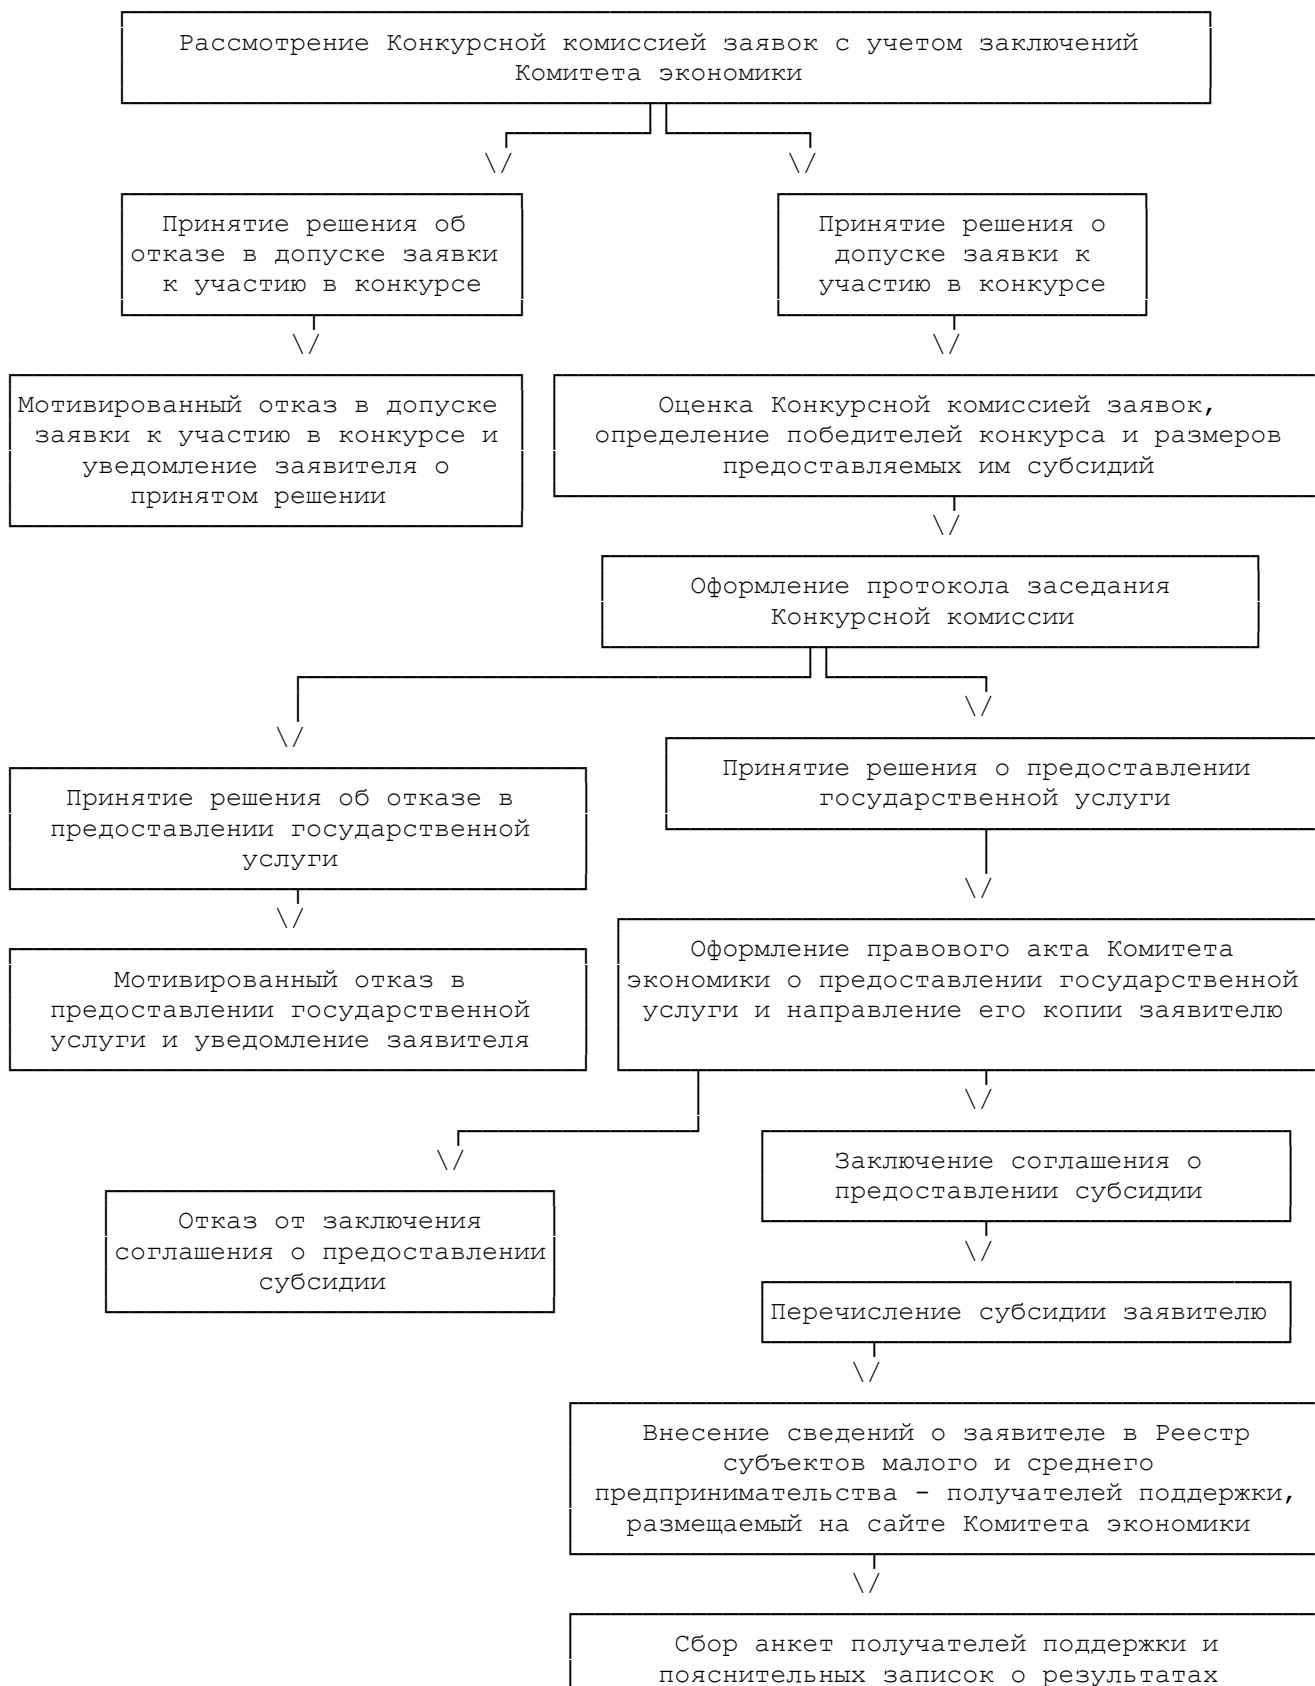 Рассмотрение Конкурсной комиссией заявок с учетом заключений
Комитета экономики
Принятие решения об
отказе в допуске заявки
к участию в конкурсе
Принятие решения о
допуске заявки к
участию в конкурсе
Мотивированный отказ в допуске
заявки к участию в конкурсе и
уведомление заявителя о
принятом решении
Оценка Конкурсной комиссией заявок,
определение победителей конкурса и размеров
предоставляемых им субсидий
Оформление протокола заседания
Конкурсной комиссии
Принятие решения об отказе в
предоставлении государственной
услуги
Принятие решения о предоставлении
государственной услуги
Мотивированный отказ в
предоставлении государственной
услуги и уведомление заявителя
Оформление правового акта Комитета
экономики о предоставлении государственной
услуги и направление его копии заявителю
Отказ от заключения
соглашения о предоставлении
субсидии
Заключение соглашения о
предоставлении субсидии
Перечисление субсидии заявителю
Внесение сведений о заявителе в Реестр
субъектов малого и среднего
предпринимательства - получателей поддержки,
размещаемый на сайте Комитета экономики
Сбор анкет получателей поддержки и
пояснительных записок о результатах